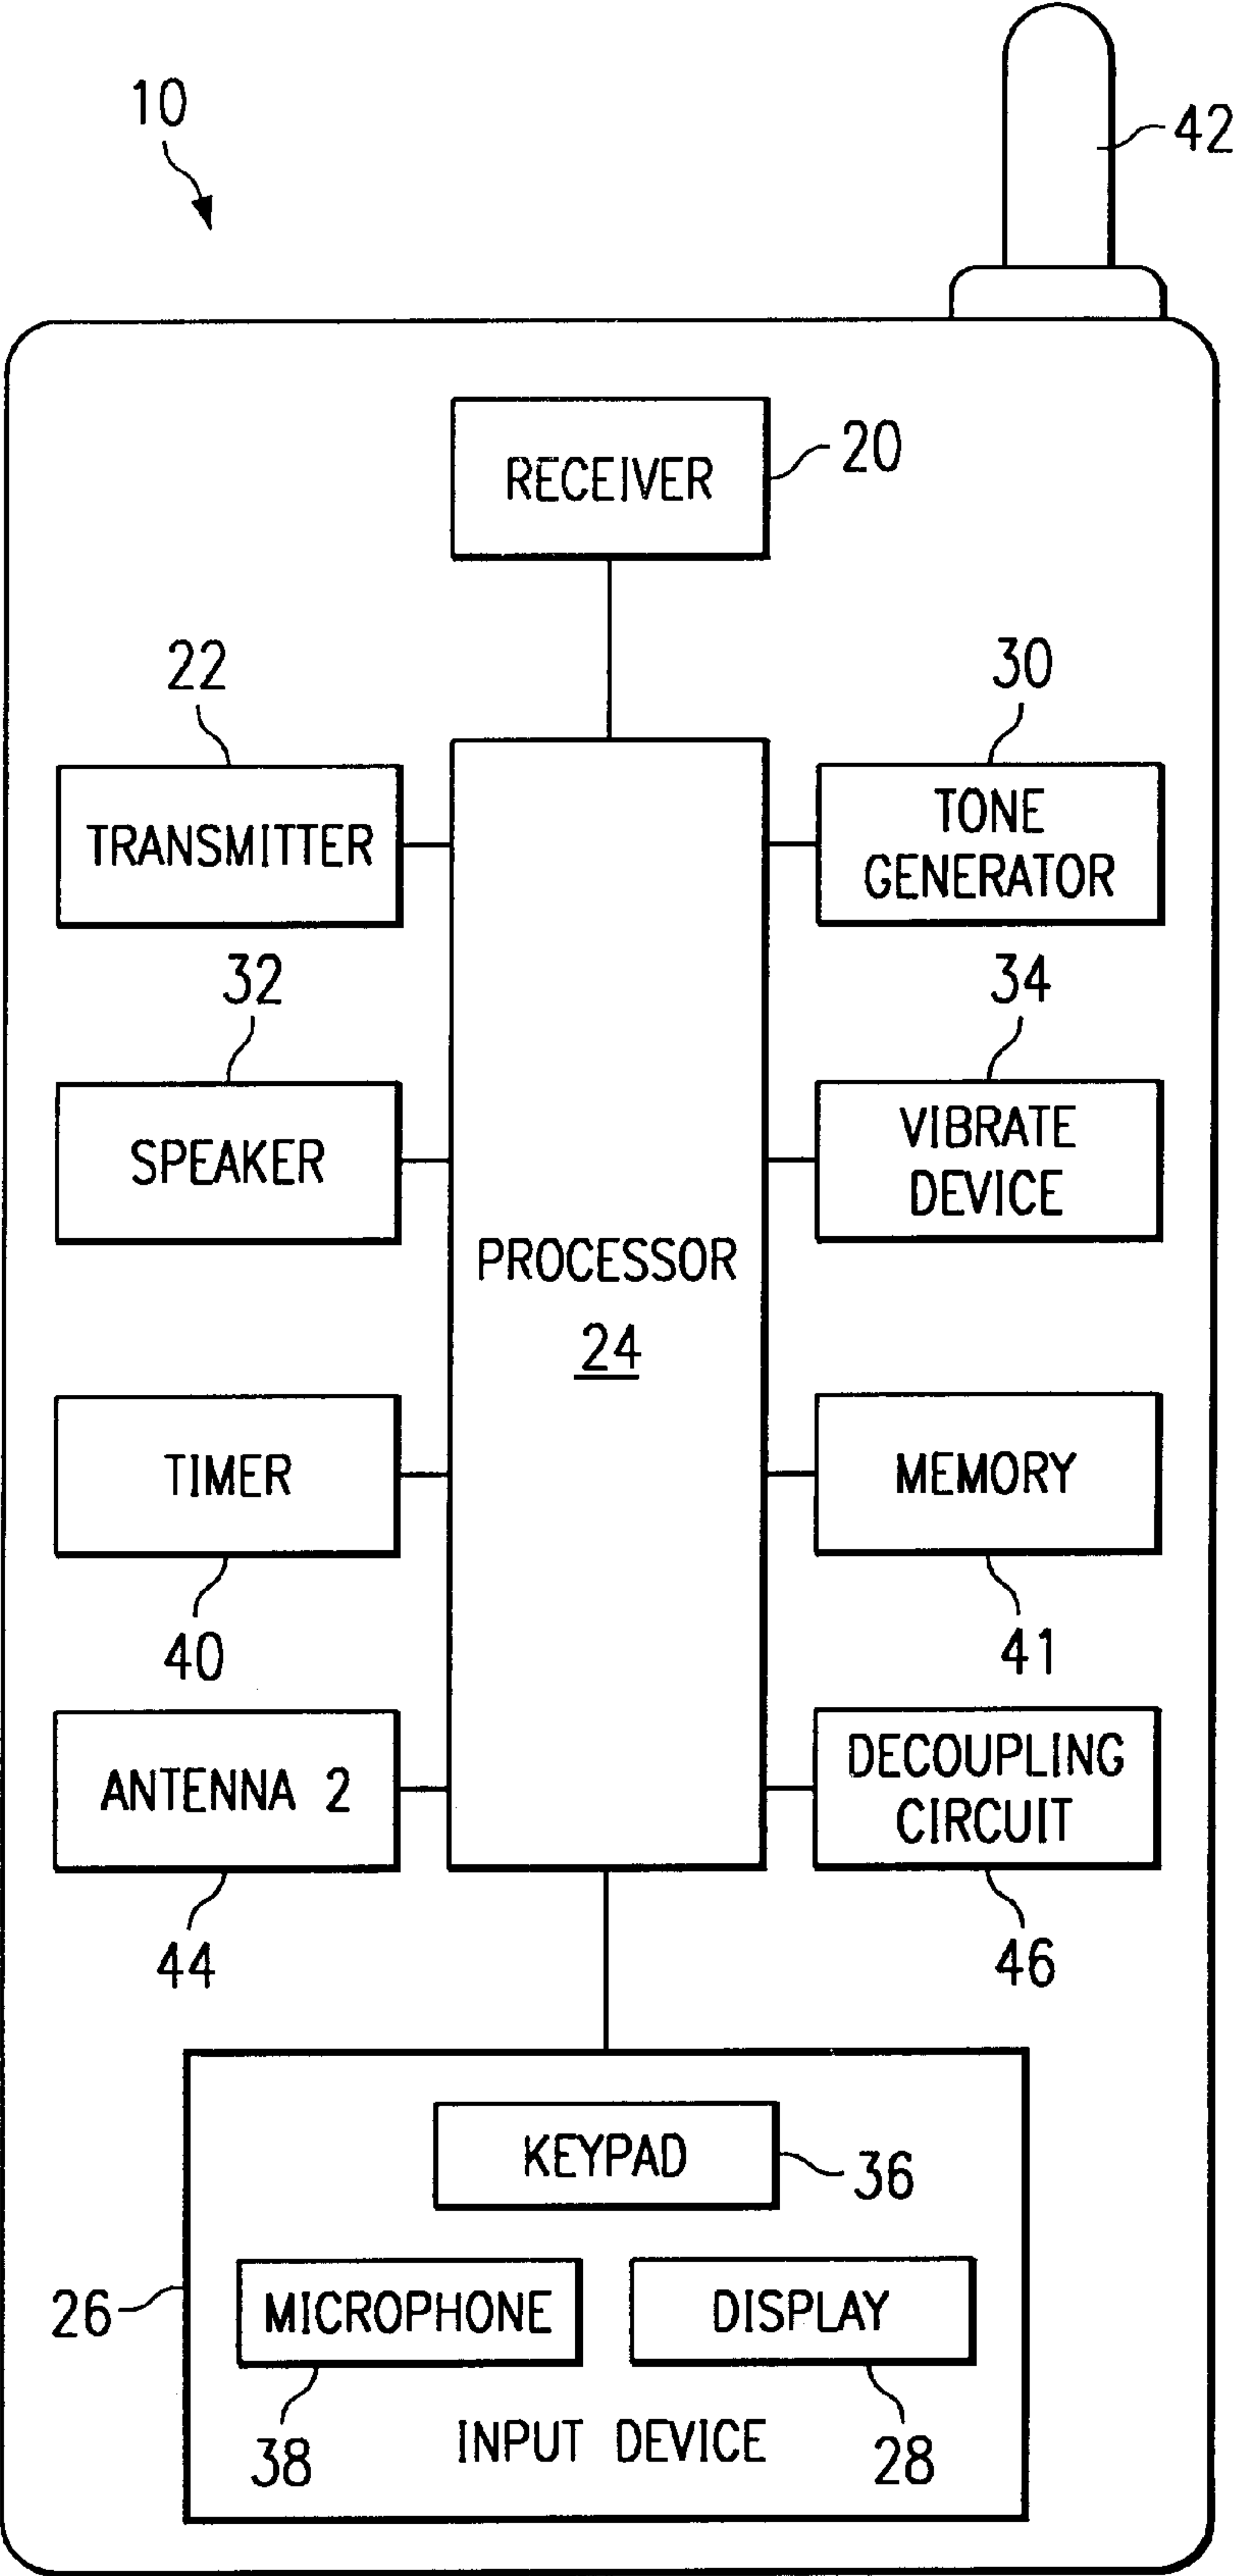 10
42
RECEIVER
20
22
30
TRANSMITTER
TONE
GENERATOR
32
34
SPEAKER
VIBRATE
DEVICE
PROCESSOR
24
TIMER
MEMORY
40
41
ANTENNA 2
DECOUPLING
CIRCUIT
44
46
KEYPAD
36
26
MICROPHONE
DISPLAY
38
INPUT DEVICE
28